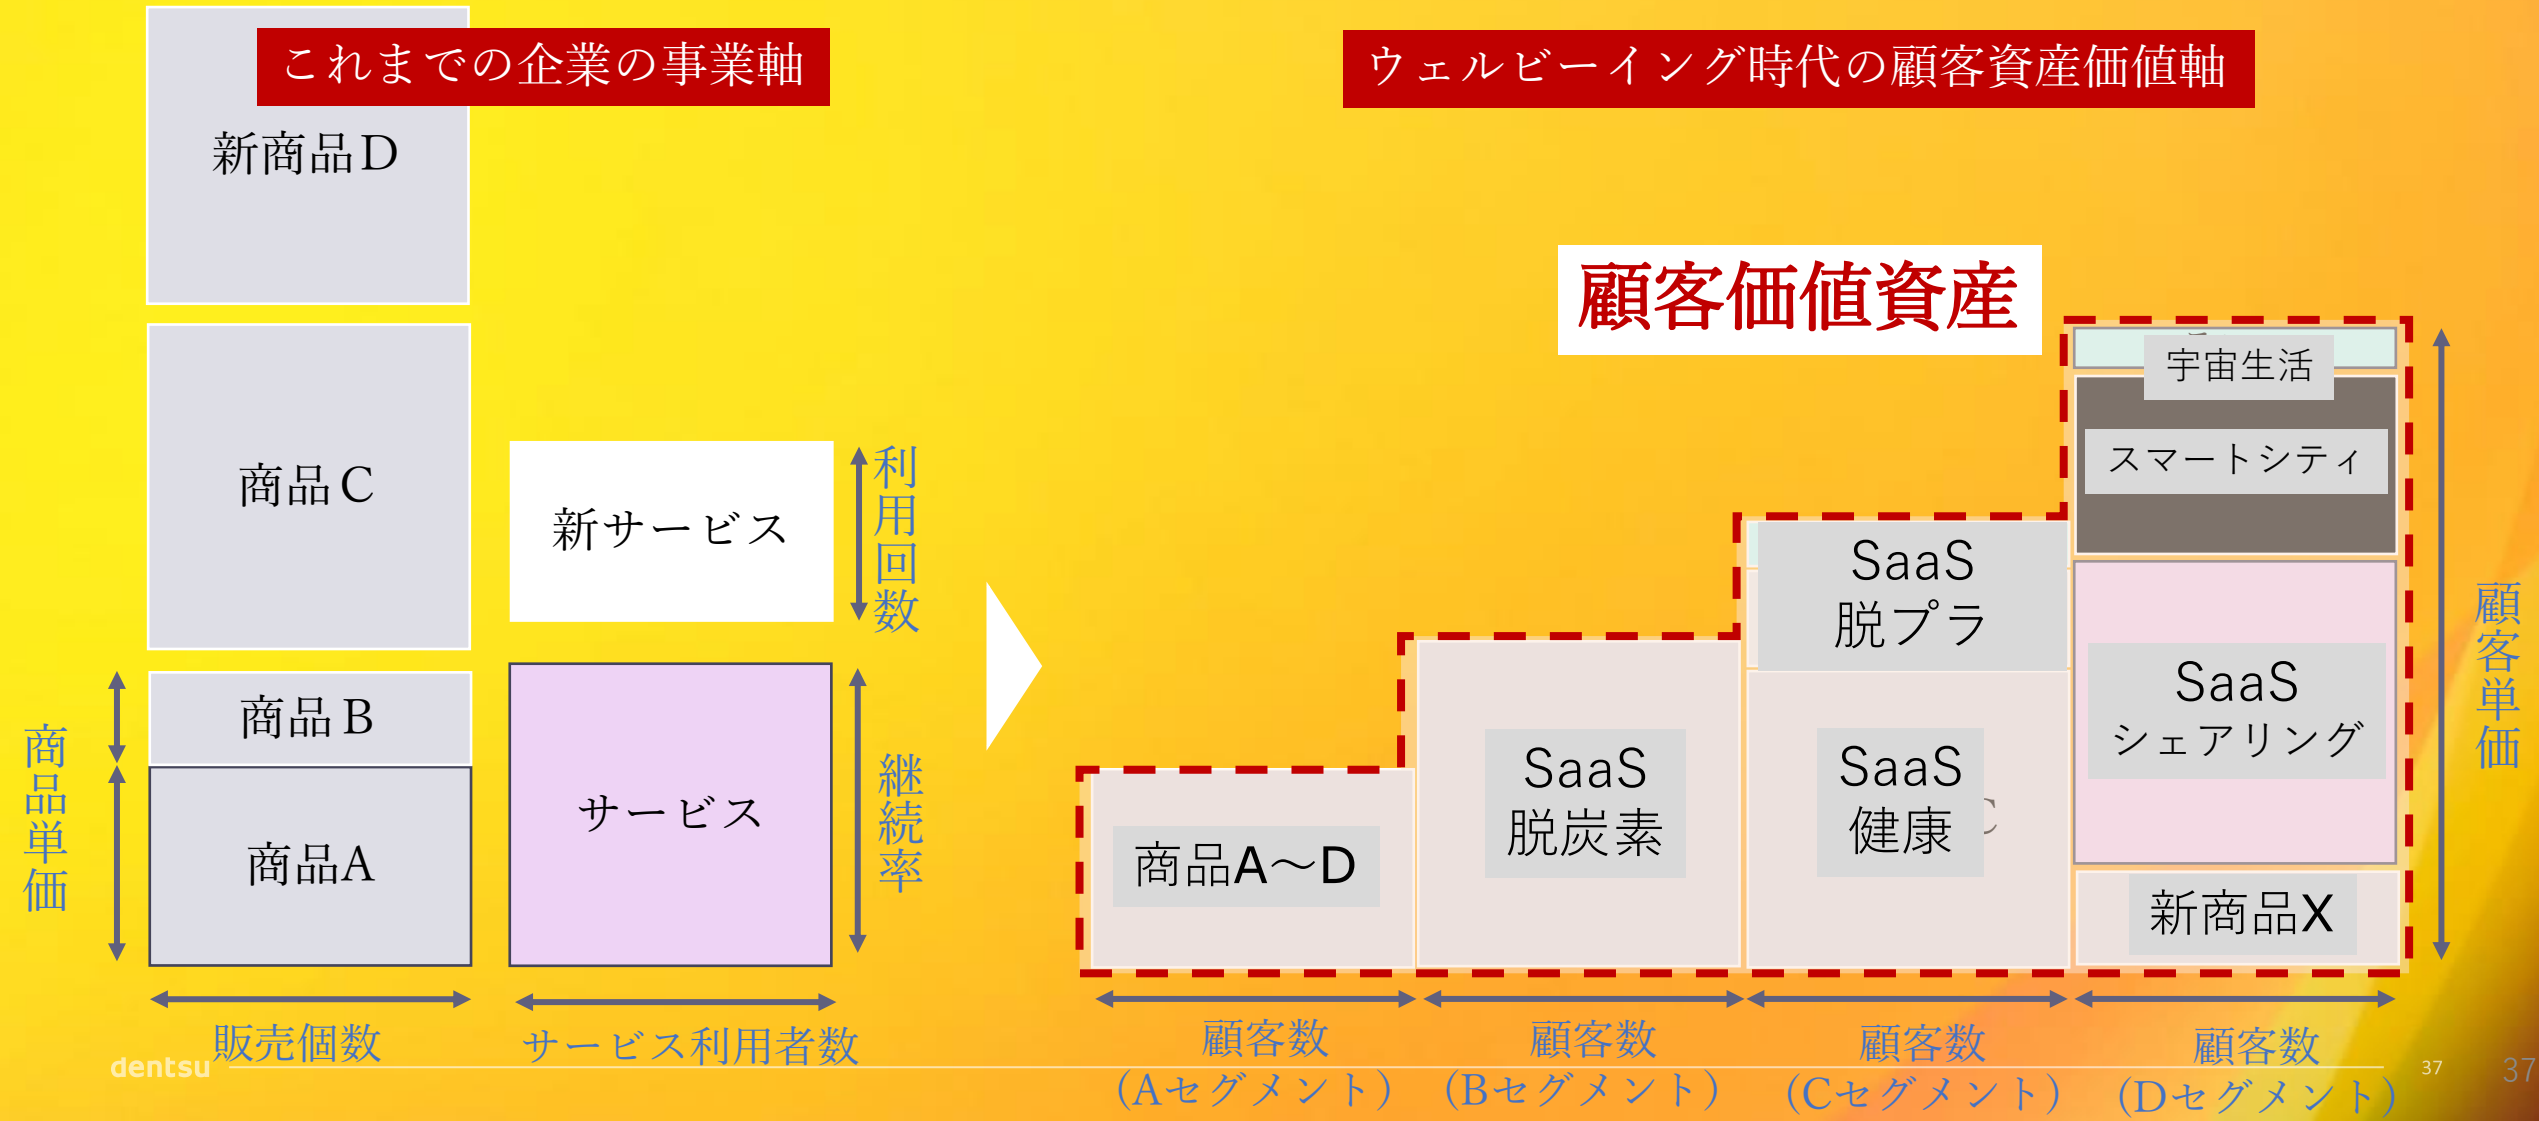 これまでの企業の事業軸
新商品D
商品C
商品B
商品A
商品単価
販売個数
新サービス
サービス
利用回数
継続率
サービス利用者数
ウェルビーイング時代の顧客資産価値軸
顧客価値資産
商品A～D
SaaS
脱炭素
SaaS
脱プラ
SaaS
健康
C
宇宙生活
スマートシティ
SaaS
シェアリング
新商品X
顧客単価
顧客数
(Aセグメント)
顧客数
(Bセグメント)
顧客数
(Cセグメント)
顧客数
(Dセグメント)
dentsu
37
37